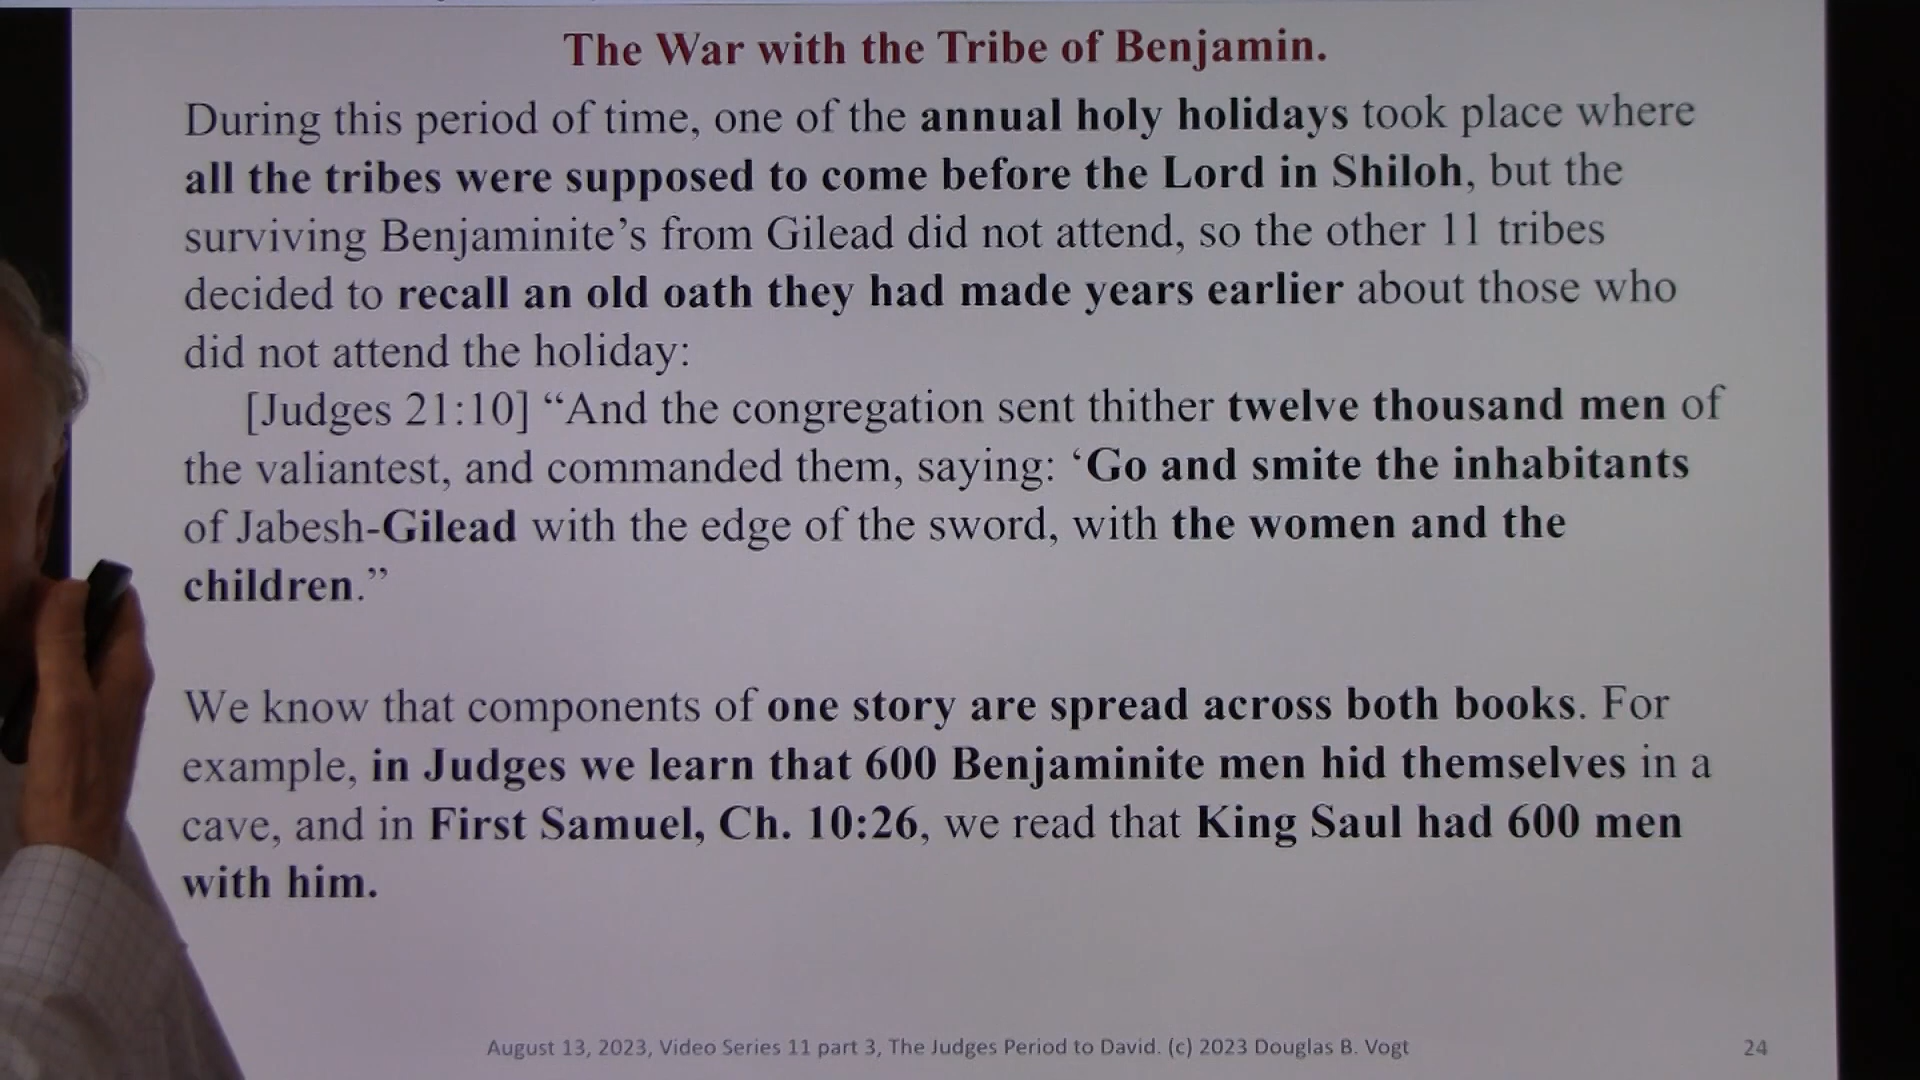 The War with the Tribe of Benjamin.
During this period of time, one of the annual holy holidays took place where
all the tribes were supposed to come before the Lord in Shiloh, but the
surviving Benjaminite’s from Gilead did not attend, so the other 11 tribes
decided to recall an old oath they had made years earlier about those who
did not attend the holiday:
[Judges 21:10] “And the congregation sent thither twelve thousand men of
the valiantest, and commanded them, saying: ‘Go and smite the inhabitants
of Jabesh-Gilead with the edge of the sword, with the women and the
children.”
We know that components of one story are spread across both books. For
example, in Judges we learn that 600 Benjaminite men hid themselves in a
cave, and in First Samuel, Ch. 10:26, we read that King Saul had 600 men
with him.
August 13, 2023, Video Series 11 part 3, The Judges Period to David. (c) 2023 Douglas B. Vogt
24